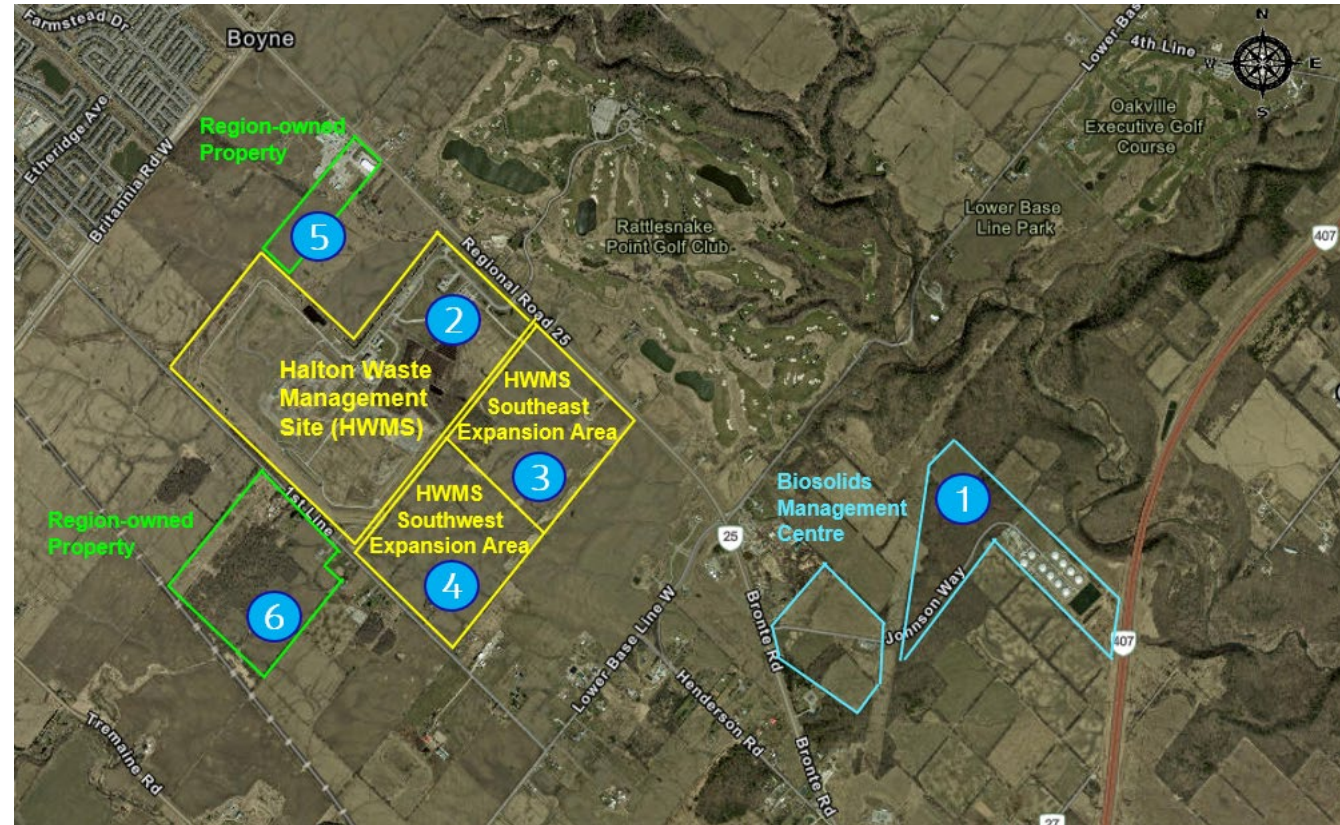 Farmstead Dr
Boyne
Etheridge Ave
Britannia Rd W
Region-owned
Property
5
Regional Road 25
Rattlesnake
Point Golf Club
Lower Bas
4th Line
N
W
E
S
Oakville
Executive Golf
Course
Lower Base
Line Park
407
2
Halton Waste
Management
Site (HWMS)
HWMS
Southeast
Expansion Area
3
HWMS
Southwest
Expansion Area
4
1st Line
Region-owned
Property
6
Tremaine Rd
Lower Base Line W
25
Bronte Rd
Henderson Rd
Bronte Rd
Biosolids
Management
Centre
1
Johnson Way
407
27